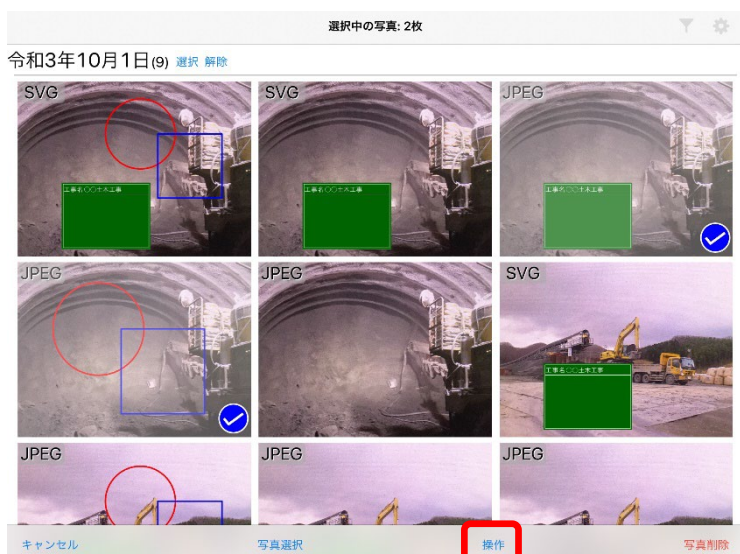 選択中の写真: 2枚
令和3年10月1日(9) 選択 解除
SVG
SVG
JPEG
工事名○○土木工事
工事名○○土木工事
工事名○○土木工事
JPEG
JPEG
SVG
工事名○○土木工事
JPEG
JPEG
JPEG
キャンセル
写真選択
操作
写真削除